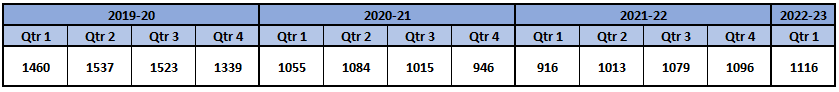 2019-20 2020-21 2021-22 2022-23
Qtr 1 Qtr 2 Qtr 3 Qtr 4 Qtr 1 Qtr 2 Qtr 3 Qtr 4 Qtr 1 Qtr 2 Qtr 3 Qtr 4 Qtr 1
1460 1537 1523 1339 1055 1084 1015 946 916 1013 1079 1096 1116